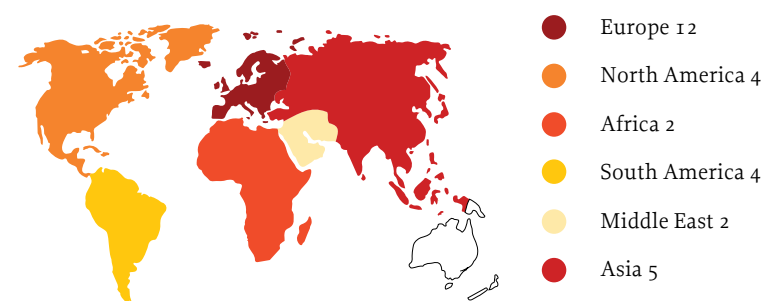 Europe 12
North America 4
Africa 2
South America 4
Middle East 2
Asia 5